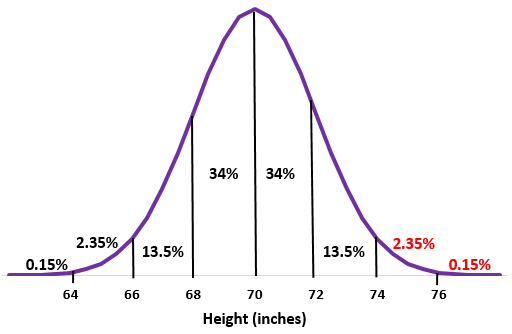 34% 34%
2.35% 13.5% 13.5% 2.35%
0.15% 0.15%
64 66 68 70 72 74 76
Height (inches)